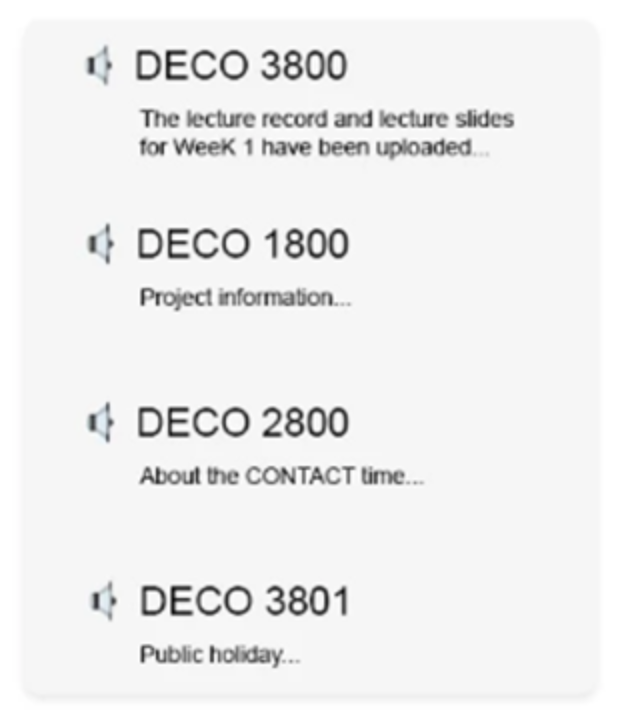 DECO 3800
The lecture record and lecture slides
for WeeK 1 have been uploaded...
DECO 1800
Project information...
DECO 2800
About the CONTACT time...
DECO 3801
Public holiday...